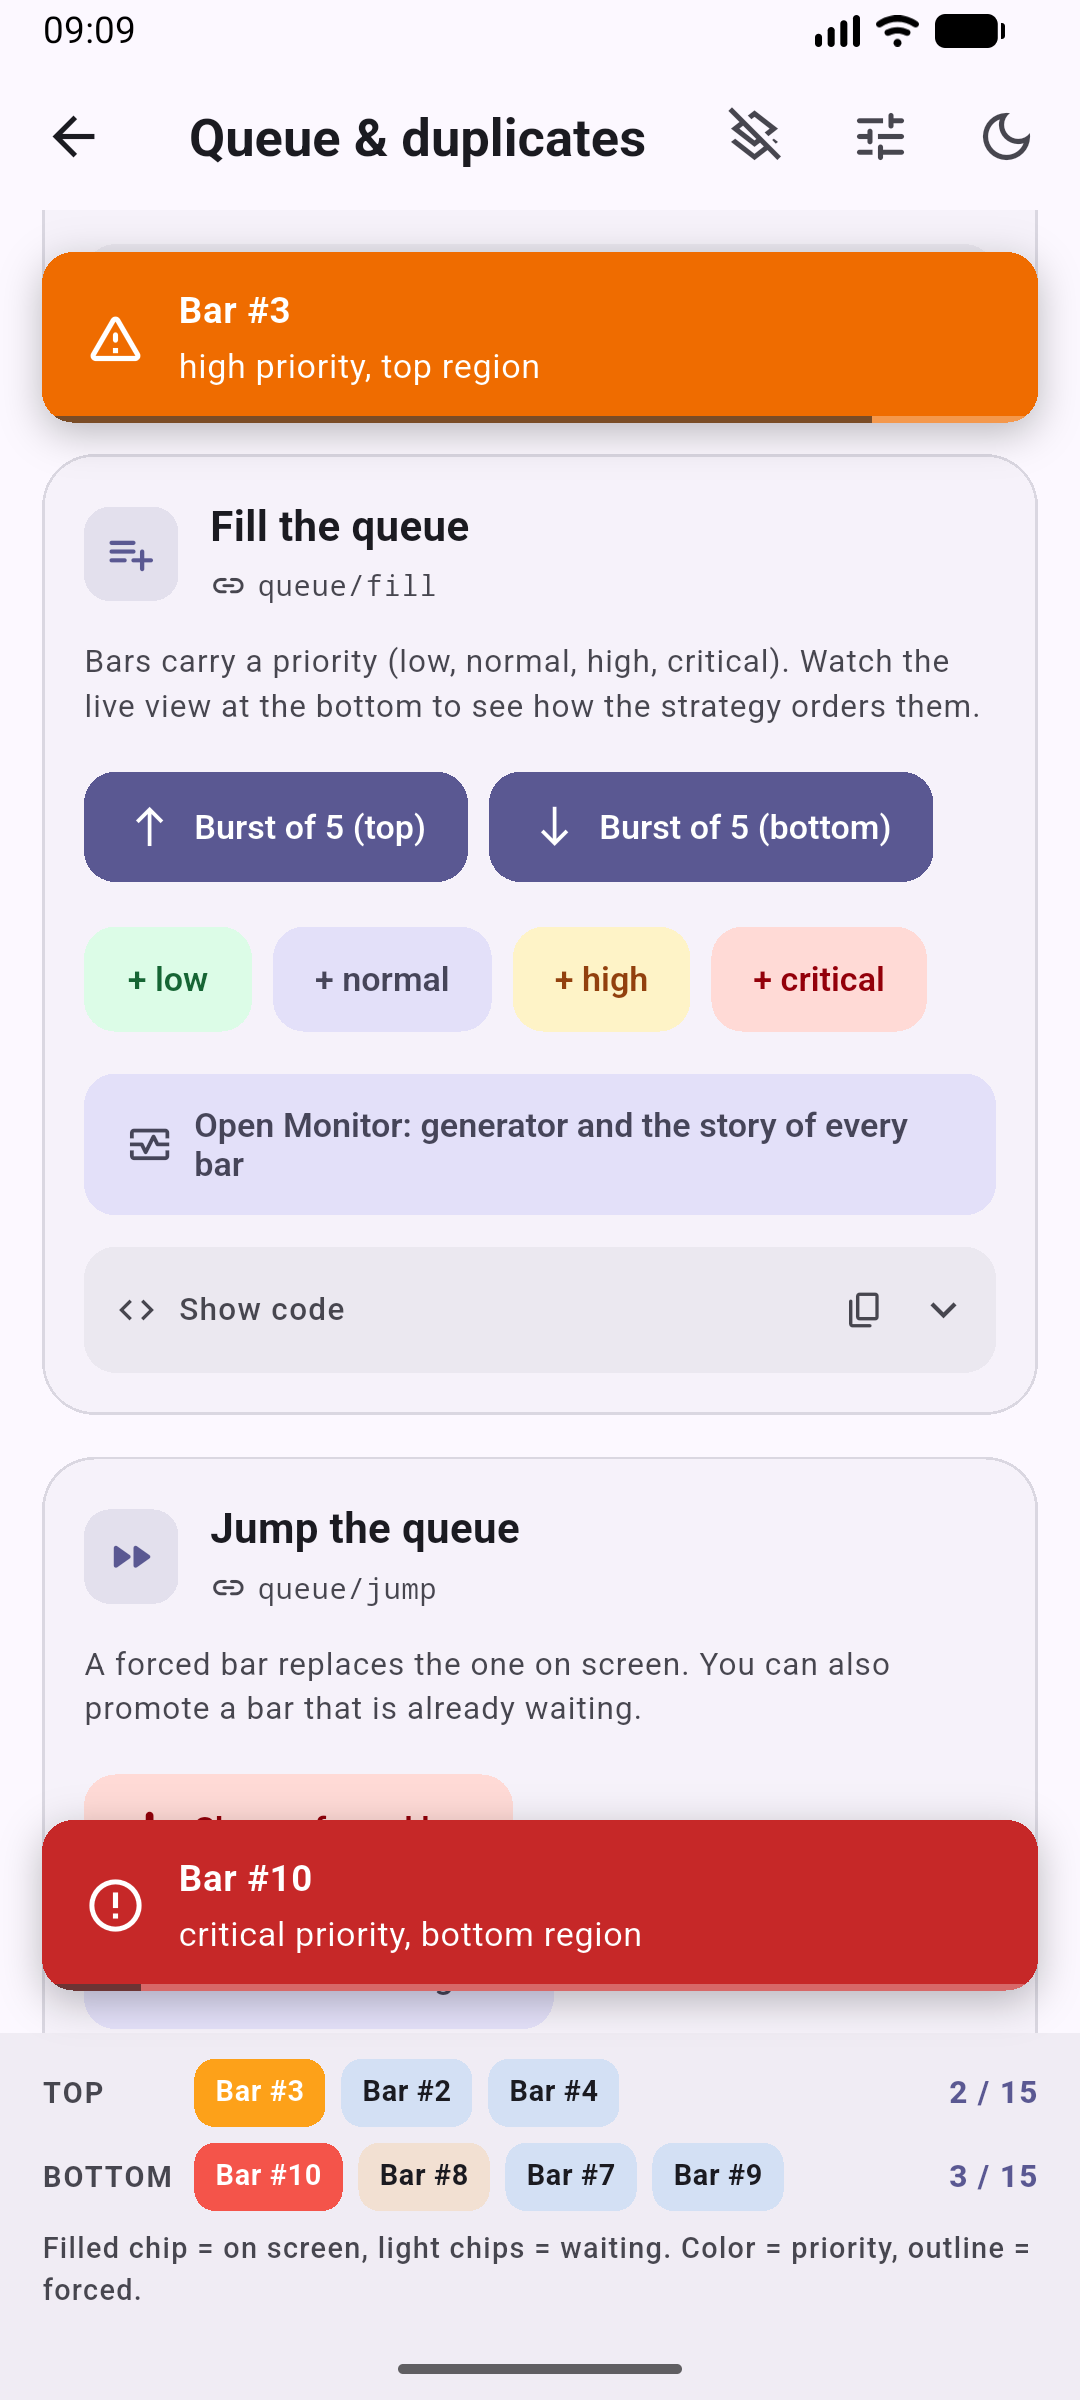 09:09
Queue & duplicates
Bar #3
high priority, top region
Fill the queue
queue/fill
Bars carry a priority (low, normal, high, critical). Watch the
live view at the bottom to see how the strategy orders them.
Burst of 5 (top)
Burst of 5 (bottom)
+ low
+ normal
+ high
+ critical
Open Monitor: generator and the story of every
bar
Show code
Jump the queue
queue/jump
A forced bar replaces the one on screen. You can also
promote a bar that is already waiting.
Bar #10
critical priority, bottom region
TOP Bar #3 Bar #2 Bar #4 2 / 15
BOTTOM Bar #10 Bar #8 Bar #7 Bar #9 3 / 15
Filled chip = on screen, light chips = waiting. Color = priority, outline =
forced.